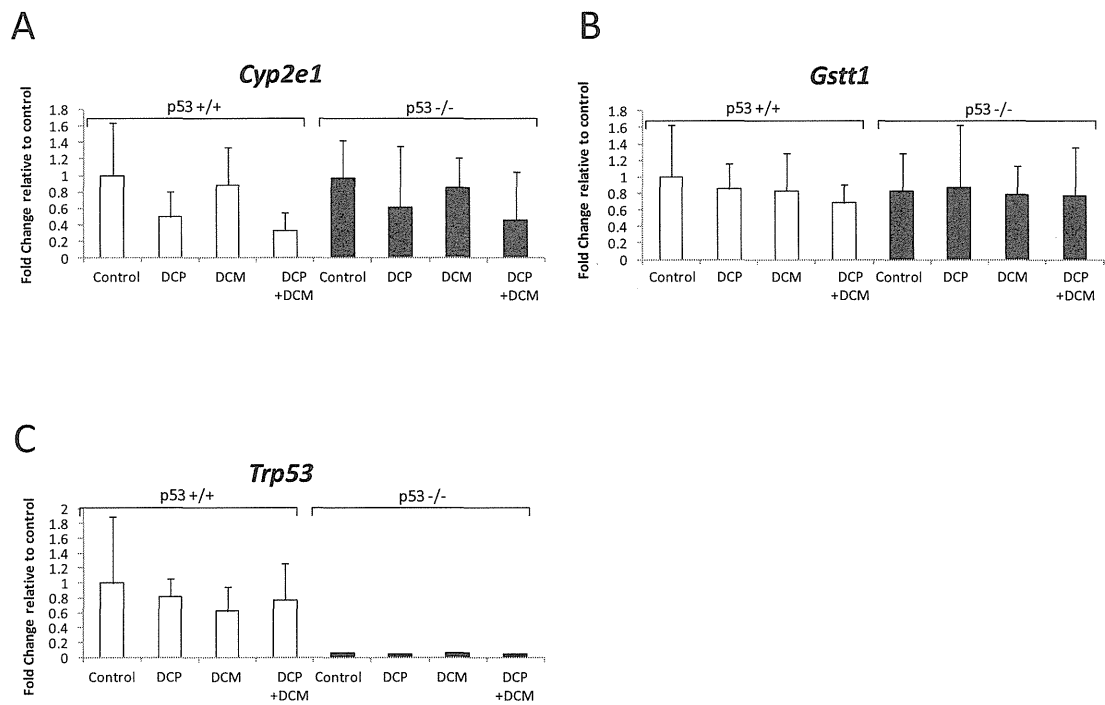 A
Cyp2e1
p53 +/+
p53 -/-
Fold Change relative to control
1.8
1.6
1.4
1.2
1
0.8
0.6
0.4
0.2
0
Control
DCP
DCM
DCP
+DCM
Control
DCP
DCM
DCP
+DCM
B
Gstt1
p53 +/+
p53 -/-
Fold Change relative to control
1.8
1.6
1.4
1.2
1
0.8
0.6
0.4
0.2
0
Control
DCP
DCM
DCP
+DCM
Control
DCP
DCM
DCP
+DCM
C
Trp53
p53 +/+
p53 -/-
Fold Change relative to control
2
1.8
1.6
1.4
1.2
1
0.8
0.6
0.4
0.2
0
Control
DCP
DCM
DCP
+DCM
Control
DCP
DCM
DCP
+DCM